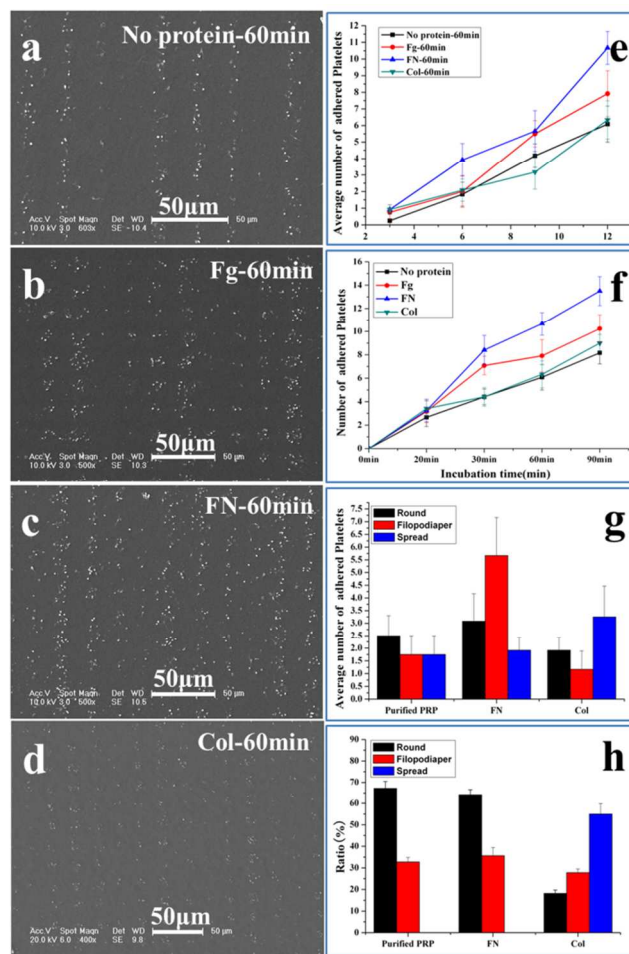 a
No protein-60min
50μm
Acc.V Spot Magn Det WD
10.0 kV 3.0 603x SE -10.4
50 μm
b
Fg-60min
50μm
Acc.V Spot Magn Det WD
10.0 kV 3.0 500x SE 10.3
50 μm
c
FN-60min
50μm
Acc.V Spot Magn Det WD
10.0 kV 3.0 500x SE 10.5
50 μm
d
Col-60min
50μm
Acc.V Spot Magn Det WD
20.0 kV 6.0 400x SE 9.8
50 μm
e
No protein-60min
Fg-60min
FN-60min
Col-60min
Average number of adhered Platelets
11
10
9
8
7
6
5
4
3
2
1
0
2 4 6 8 10 12
f
No protein
Fg
FN
Col
Number of adhered Platelets
16
14
12
10
8
6
4
2
0
0min 20min 30min 60min 90min
Incubation time(min)
g
Round
Filopodiaper
Spread
Average number of adhered Platelets
7.5
7.0
6.5
6.0
5.5
5.0
4.5
4.0
3.5
3.0
2.5
2.0
1.5
1.0
0.5
0.0
Purified PRP FN Col
h
Round
Filopodiaper
Spread
Ratio(%)
90
80
70
60
50
40
30
20
10
0
Purified PRP FN Col